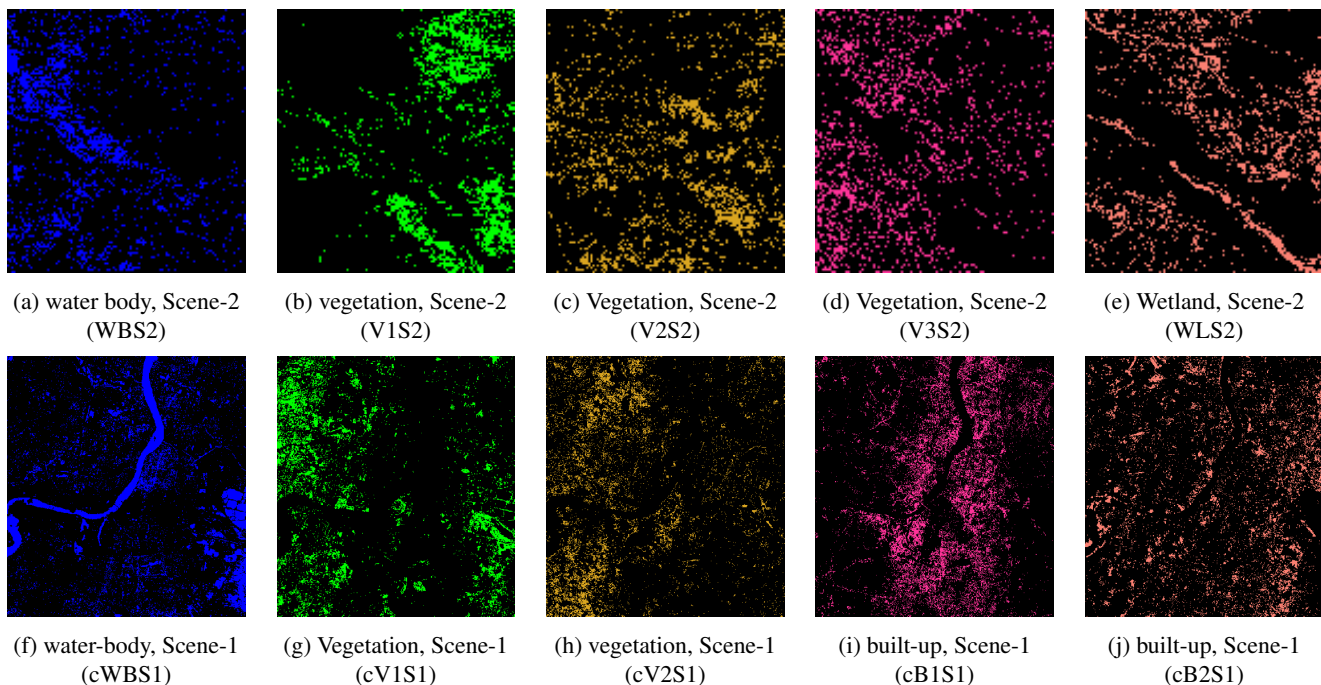 (a) water body, Scene-2
(WBS2)
(b) vegetation, Scene-2
(V1S2)
(c) Vegetation, Scene-2
(V2S2)
(d) Vegetation, Scene-2
(V3S2)
(e) Wetland, Scene-2
(WLS2)
(f) water-body, Scene-1
(cWBS1)
(g) Vegetation, Scene-1
(cV1S1)
(h) vegetation, Scene-1
(cV2S1)
(i) built-up, Scene-1
(cB1S1)
(j) built-up, Scene-1
(cB2S1)